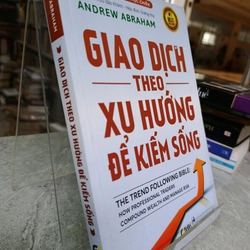 ANDREW ABRAHAM
GIAO DỊCH
THEO
XU HƯỚNG
ĐỂ KIẾM SỐNG
THE TREND FOLLOWING BIBLE:
HOW PROFESSIONAL TRADERS
COMPOUND WEALTH AND MANAGE RISK
ABRAHAM
GIAO DỊCH THEO XU HƯỚNG ĐỂ KIẾM SỐNG